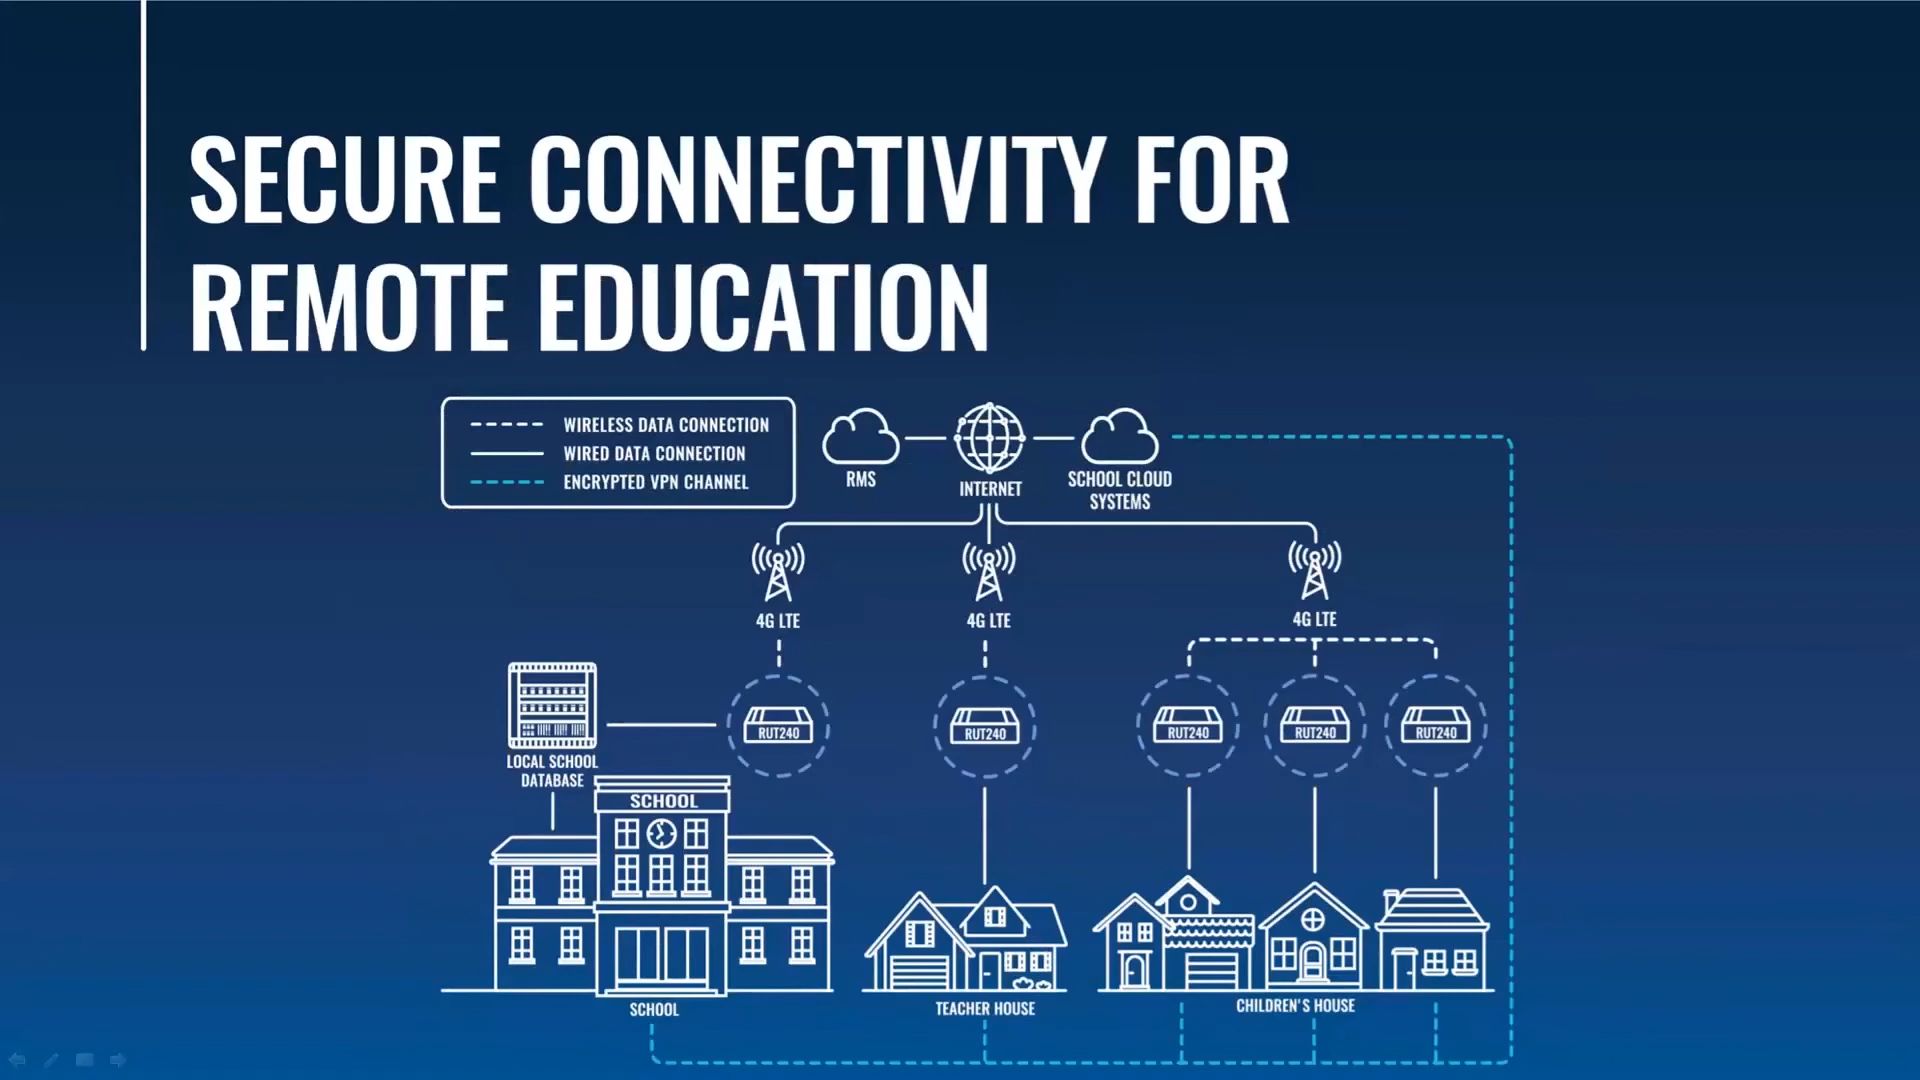 SECURE CONNECTIVITY FOR
REMOTE EDUCATION
WIRELESS DATA CONNECTION
WIRED DATA CONNECTION
ENCRYPTED VPN CHANNEL
RMS
INTERNET
SCHOOL CLOUD
SYSTEMS
4G LTE
4G LTE
4G LTE
RUT240
RUT240
RUT240
RUT240
RUT240
LOCAL SCHOOL
DATABASE
SCHOOL
SCHOOL
TEACHER HOUSE
CHILDREN'S HOUSE